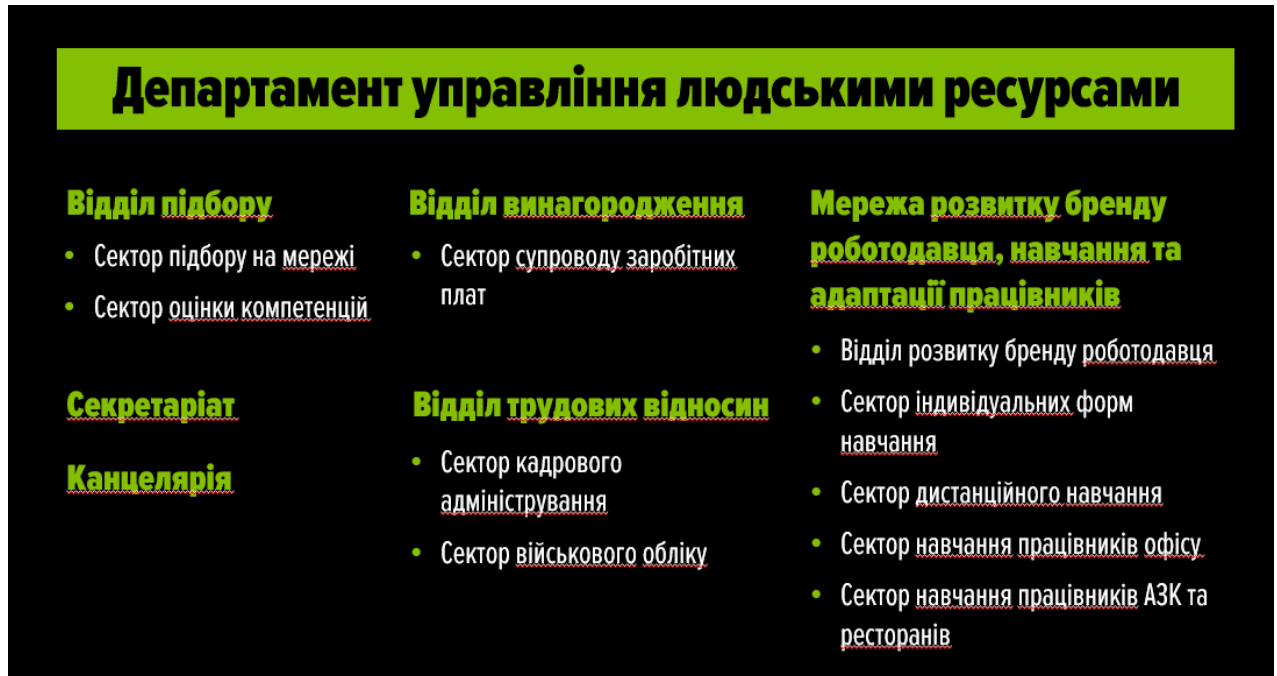 Департамент управління людськими ресурсами
Відділ підбору
• Сектор підбору на мережі
• Сектор оцінки компетенцій
Секретаріат
Канцелярія
Відділ винагородження
• Сектор супроводу заробітних
плат
Відділ трудових відносин
• Сектор кадрового
адміністрування
• Сектор військового обліку
Мережа розвитку бренду
роботодавця, навчання та
адаптації працівників
• Відділ розвитку бренду роботодавця
• Сектор індивідуальних форм
навчання
• Сектор дистанційного навчання
• Сектор навчання працівників офісу
• Сектор навчання працівників АЗК та
ресторанів